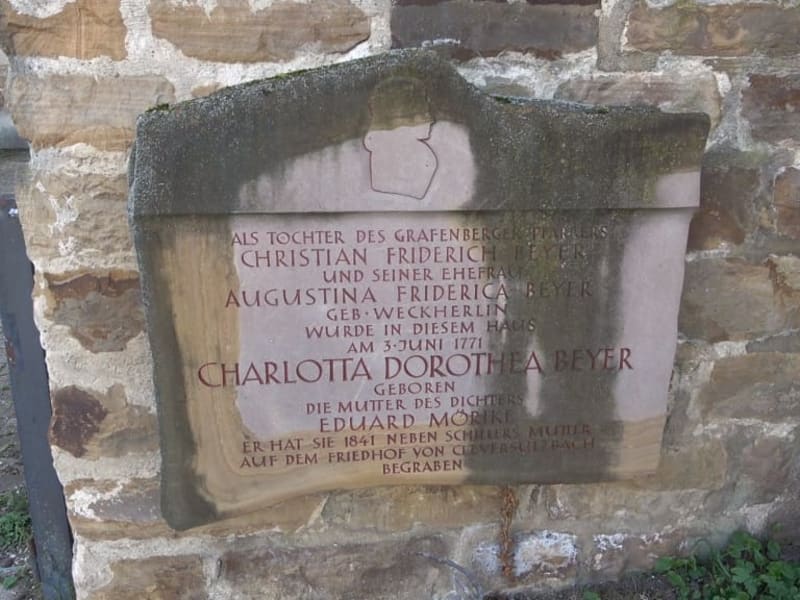 ALS TOCHTER DES GRAFENBERGER PFARRERS
CHRISTIAN FRIDERICH BEYER
UND SEINER EHEFRAU
AUGUSTINA FRIDERICA BEYER
GEB· WECKHERLIN
WURDE IN DIESEM HAUS
AM 3·JUNI 1771
CHARLOTTA DOROTHEA BEYER
GEBOREN
DIE MUTTER DES DICHTERS
EDUARD MÖRIKE
ER HAT SIE 1841 NEBEN SCHILLERS MUTTER
AUF DEM FRIEDHOF VON CLEVERSULZBACH
BEGRABEN